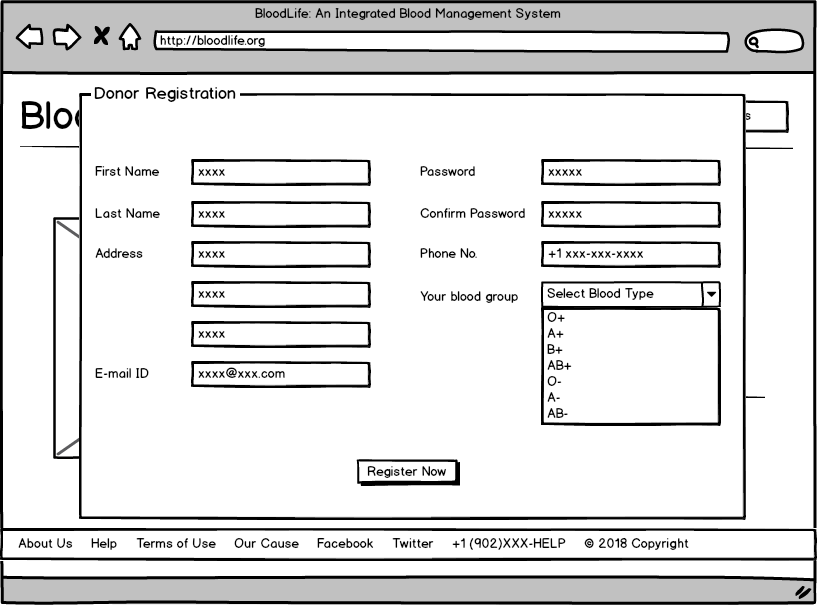 BloodLife: An Integrated Blood Management System
http://bloodlife.org
Donor Registration
First Name xxxx
Last Name xxxx
Address xxxx
xxxx
xxxx
E-mail ID xxxx@xxx.com
Password xxxxx
Confirm Password xxxxx
Phone No. +1 xxx-xxx-xxxx
Your blood group Select Blood Type
O+
A+
B+
AB+
O-
A-
AB-
Register Now
About Us Help Terms of Use Our Cause Facebook Twitter +1 (902)XXX-HELP © 2018 Copyright